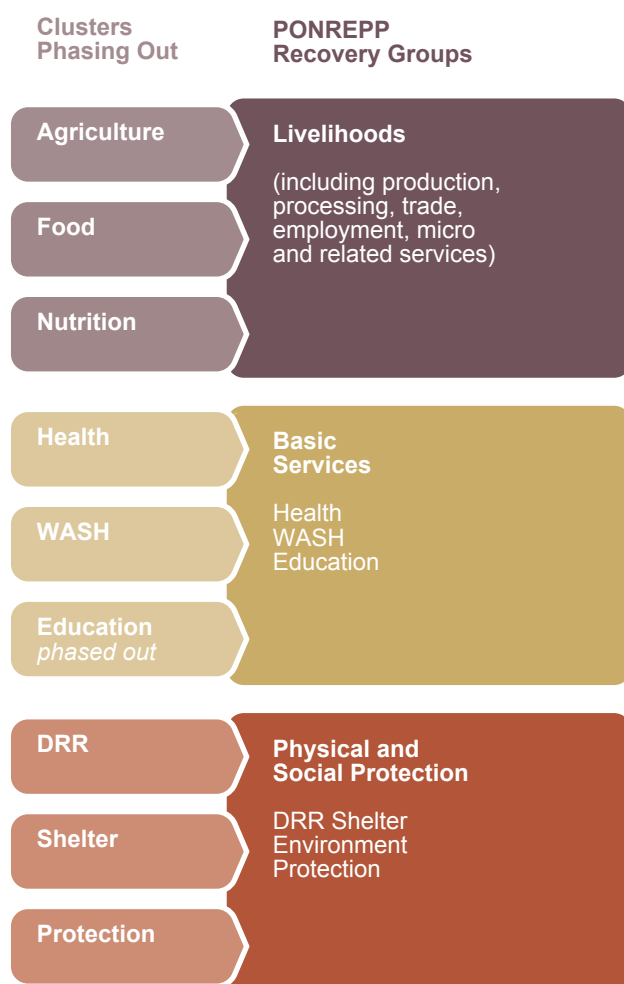 Clusters
Phasing Out
PONREPP
Recovery Groups
Agriculture
Food
Nutrition
Livelihoods
(including production,
processing, trade,
employment, micro
and related services)
Health
WASH
Education
phased out
Basic
Services
Health
WASH
Education
DRR
Shelter
Protection
Physical and
Social Protection
DRR Shelter
Environment
Protection